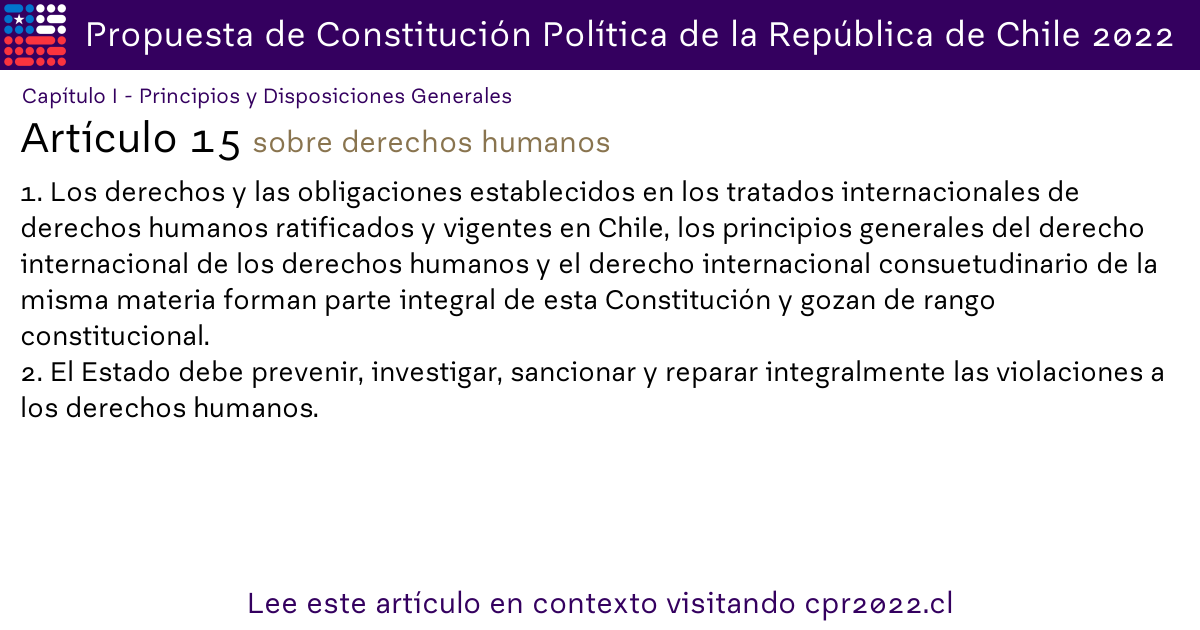 Propuesta de Constitución Política de la República de Chile 2022
Capítulo I - Principios y Disposiciones Generales
Artículo 15 sobre derechos humanos
1. Los derechos y las obligaciones establecidos en los tratados internacionales de
derechos humanos ratificados y vigentes en Chile, los principios generales del derecho
internacional de los derechos humanos y el derecho internacional consuetudinario de la
misma materia forman parte integral de esta Constitución y gozan de rango
constitucional.
2. El Estado debe prevenir, investigar, sancionar y reparar integralmente las violaciones a
los derechos humanos.
Lee este artículo en contexto visitando cpr2022.cl